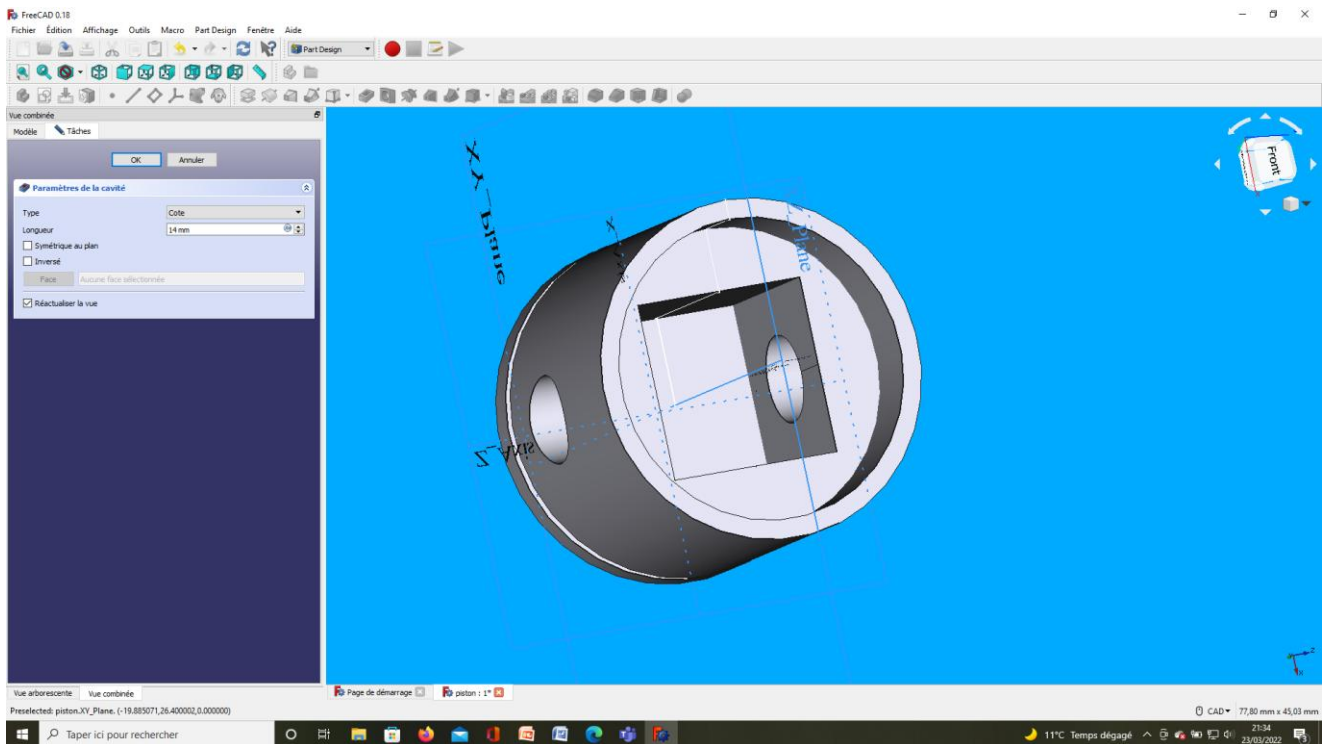 FreeCAD 0.18
Fichier Édition Affichage Outils Macro Part Design Fenêtre Aide
Part Design
Vue combinée
Modèle Tâches
OK Annuler
Paramètres de la cavité
Type Cote
Longueur 14 mm
Symétrique au plan
Inversé
Face Aucune face sélectionnée
Réactualiser la vue
XY_Plane
Plane
Z_Axis
Front
z
x
Vue arborescente Vue combinée
Page de démarrage piston : 1*
Preselected: piston.XY_Plane. (-19.885071,26.400002,0.000000)
CAD 77,80 mm x 45,03 mm
Taper ici pour rechercher
11°C Temps dégagé
21:34
23/03/2022